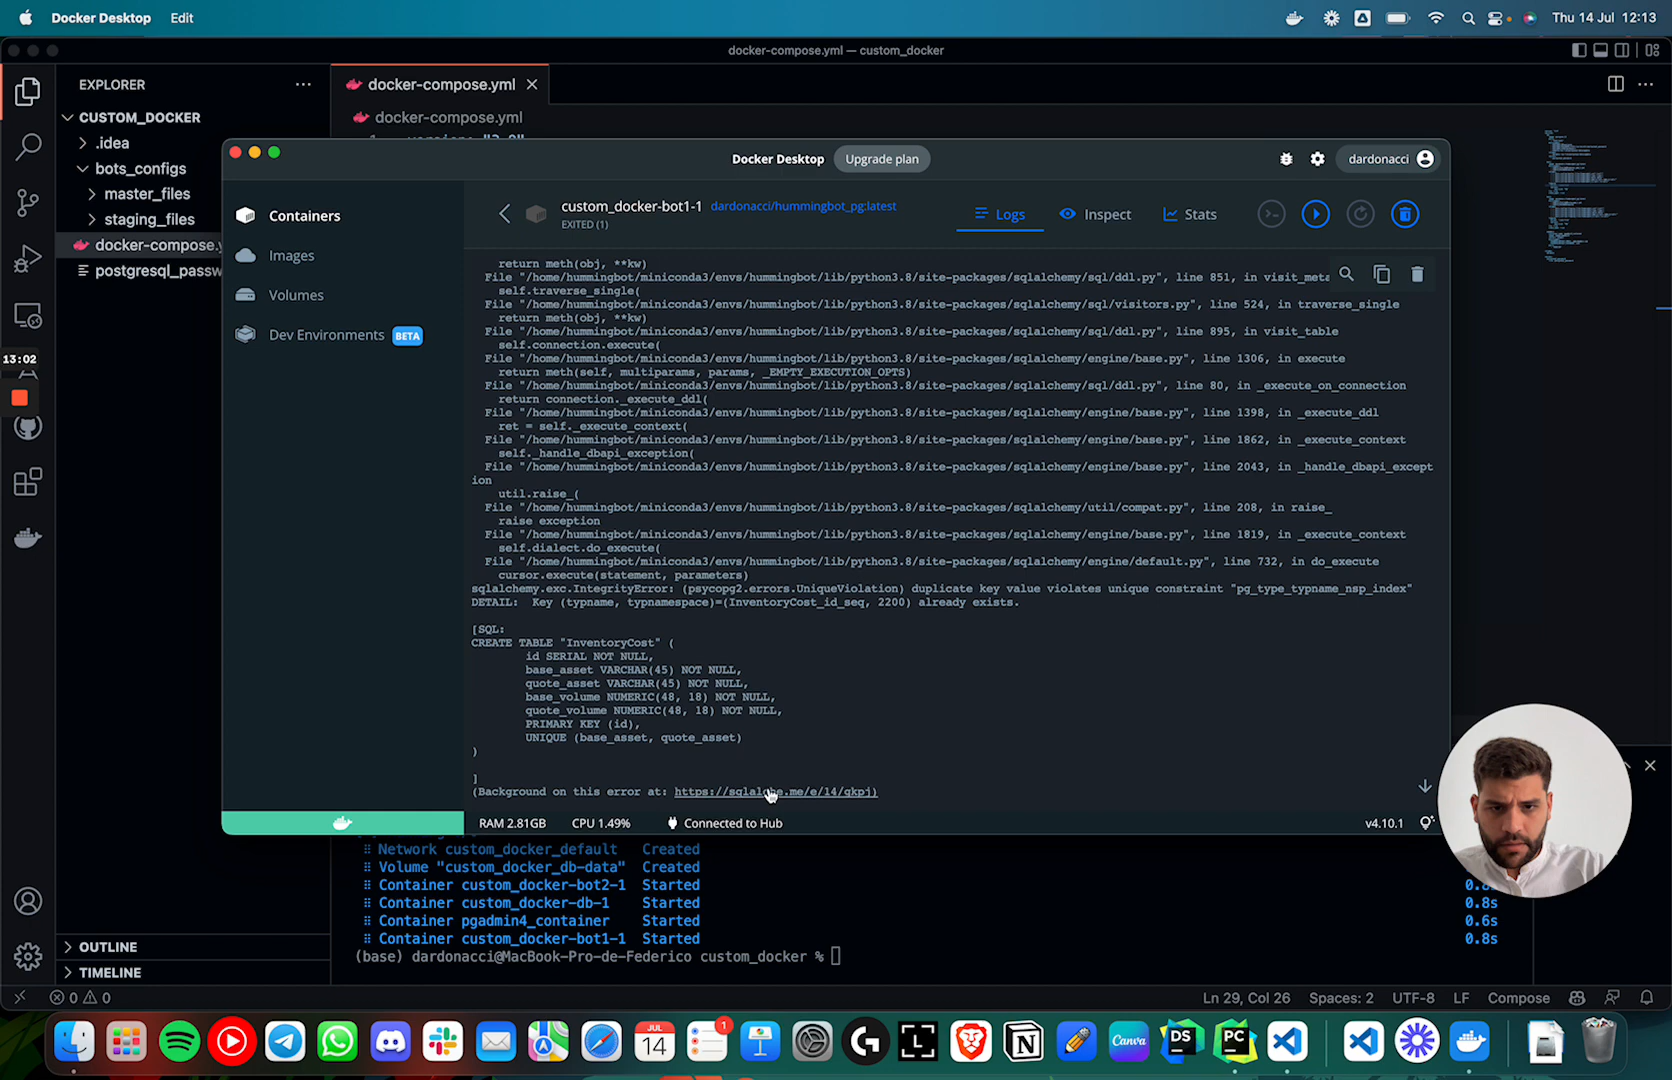 Docker Desktop Edit Thu 14 Jul 12:13
docker-compose.yml — custom_docker
EXPLORER
docker-compose.yml
CUSTOM_DOCKER
docker-compose.yml
.idea
bots_configs
master_files
staging_files
docker-compose.y
postgresql_passw
13:02
Docker Desktop Upgrade plan dardonacci
Containers
Images
Volumes
Dev Environments BETA
custom_docker-bot1-1 dardonacci/hummingbot_pg:latest
EXITED (1)
Logs Inspect Stats
return meth(obj, **kw)
File "/home/hummingbot/miniconda3/envs/hummingbot/lib/python3.8/site-packages/sqlalchemy/sql/ddl.py", line 851, in visit_meta
self.traverse_single(
File "/home/hummingbot/miniconda3/envs/hummingbot/lib/python3.8/site-packages/sqlalchemy/sql/visitors.py", line 524, in traverse_single
return meth(obj, **kw)
File "/home/hummingbot/miniconda3/envs/hummingbot/lib/python3.8/site-packages/sqlalchemy/sql/ddl.py", line 895, in visit_table
self.connection.execute(
File "/home/hummingbot/miniconda3/envs/hummingbot/lib/python3.8/site-packages/sqlalchemy/engine/base.py", line 1306, in execute
return meth(self, multiparams, params, _EMPTY_EXECUTION_OPTS)
File "/home/hummingbot/miniconda3/envs/hummingbot/lib/python3.8/site-packages/sqlalchemy/sql/ddl.py", line 80, in _execute_on_connection
return connection._execute_ddl(
File "/home/hummingbot/miniconda3/envs/hummingbot/lib/python3.8/site-packages/sqlalchemy/engine/base.py", line 1398, in _execute_ddl
ret = self._execute_context(
File "/home/hummingbot/miniconda3/envs/hummingbot/lib/python3.8/site-packages/sqlalchemy/engine/base.py", line 1862, in _execute_context
self._handle_dbapi_exception(
File "/home/hummingbot/miniconda3/envs/hummingbot/lib/python3.8/site-packages/sqlalchemy/engine/base.py", line 2043, in _handle_dbapi_except
ion
util.raise_(
File "/home/hummingbot/miniconda3/envs/hummingbot/lib/python3.8/site-packages/sqlalchemy/util/compat.py", line 208, in raise_
raise exception
File "/home/hummingbot/miniconda3/envs/hummingbot/lib/python3.8/site-packages/sqlalchemy/engine/base.py", line 1819, in _execute_context
self.dialect.do_execute(
File "/home/hummingbot/miniconda3/envs/hummingbot/lib/python3.8/site-packages/sqlalchemy/engine/default.py", line 732, in do_execute
cursor.execute(statement, parameters)
sqlalchemy.exc.IntegrityError: (psycopg2.errors.UniqueViolation) duplicate key value violates unique constraint "pg_type_typname_nsp_index"
DETAIL:  Key (typname, typnamespace)=(InventoryCost_id_seq, 2200) already exists.
[SQL:
CREATE TABLE "InventoryCost" (
id SERIAL NOT NULL,
base_asset VARCHAR(45) NOT NULL,
quote_asset VARCHAR(45) NOT NULL,
base_volume NUMERIC(48, 18) NOT NULL,
quote_volume NUMERIC(48, 18) NOT NULL,
PRIMARY KEY (id),
UNIQUE (base_asset, quote_asset)
)
]
(Background on this error at: https://sqlalche.me/e/14/gkpj)
RAM 2.81GB CPU 1.49% Connected to Hub v4.10.1
Network custom_docker_default Created
Volume "custom_docker_db-data" Created
Container custom_docker-bot2-1 Started
Container custom_docker-db-1 Started 0.8s
Container pgadmin4_container Started 0.6s
Container custom_docker-bot1-1 Started 0.8s
(base) dardonacci@MacBook-Pro-de-Federico custom_docker %
OUTLINE
TIMELINE
0 0 Ln 29, Col 26 Spaces: 2 UTF-8 LF Compose
JUL
14
1
Canva
DS
PC